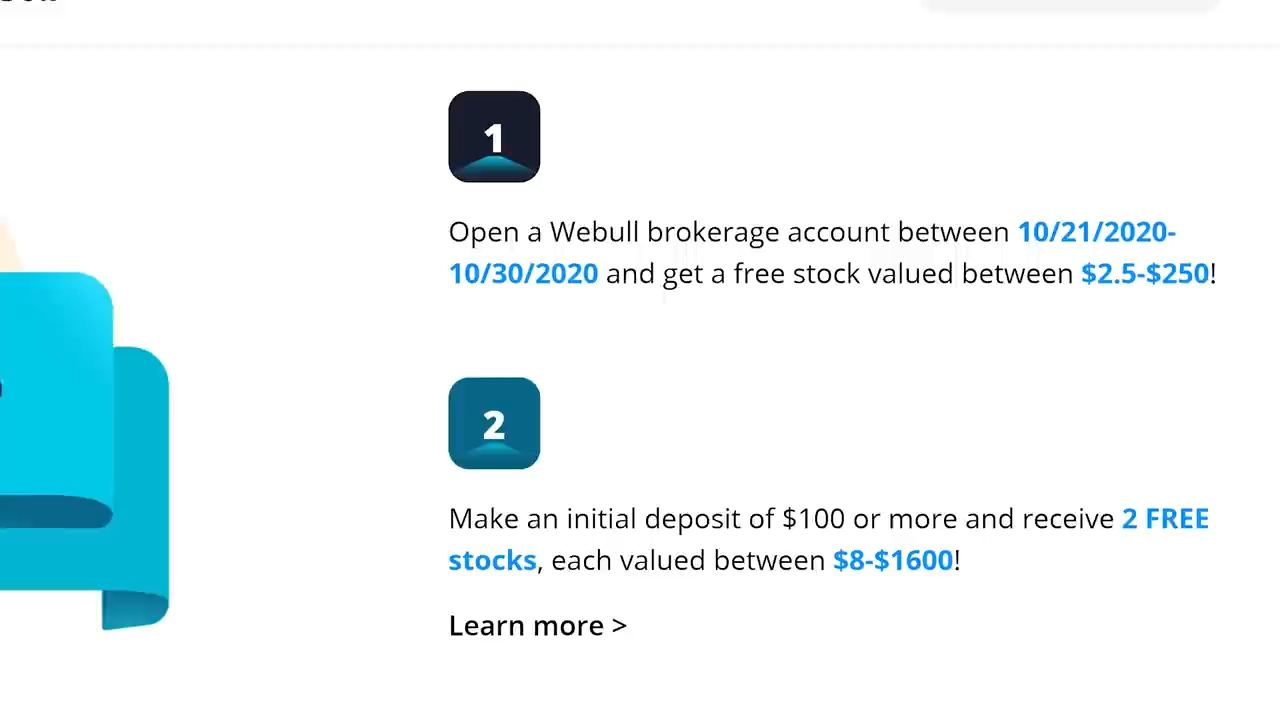 1
Open a Webull brokerage account between 10/21/2020-
10/30/2020 and get a free stock valued between $2.5-$250!
2
Make an initial deposit of $100 or more and receive 2 FREE
stocks, each valued between $8-$1600!
Learn more >